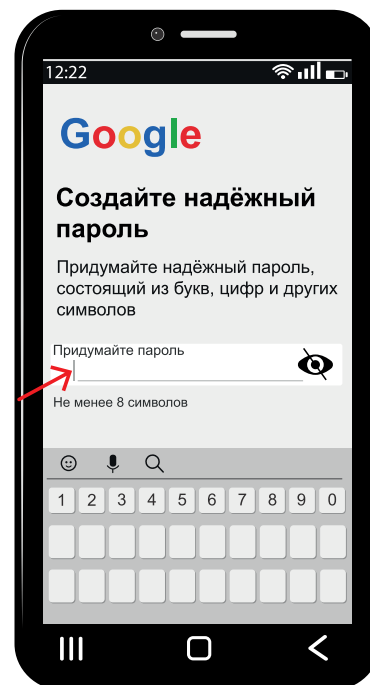 12:22
Google
Создайте надёжный
пароль
Придумайте надёжный пароль,
состоящий из букв, цифр и других
символов
Придумайте пароль
Не менее 8 символов
1 2 3 4 5 6 7 8 9 0